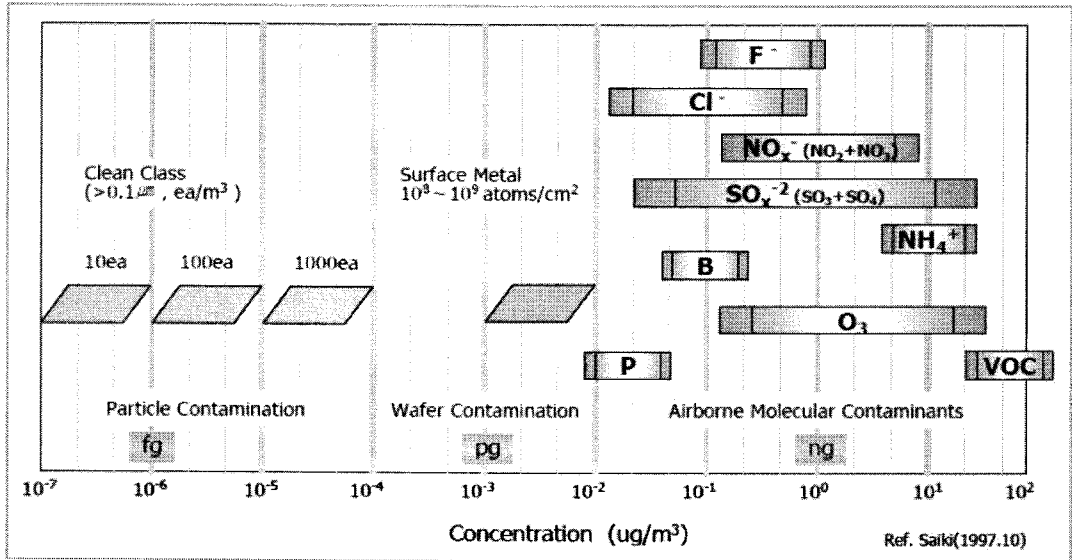 F⁻
Cl⁻
NOₓ⁻ (NO₂+NO₃)
Clean Class
(>0.1㎛, ea/m³)
Surface Metal
10⁸ ~ 10⁹ atoms/cm²
SOₓ⁻² (SO₃+SO₄)
NH₄⁺
10ea
100ea
1000ea
B
O₃
P
VOC
Particle Contamination
Wafer Contamination
Airborne Molecular Contaminants
fg
pg
ng
10⁻⁷
10⁻⁶
10⁻⁵
10⁻⁴
10⁻³
10⁻²
10⁻¹
10⁰
10¹
10²
Concentration (ug/m³)
Ref. Saiki(1997.10)